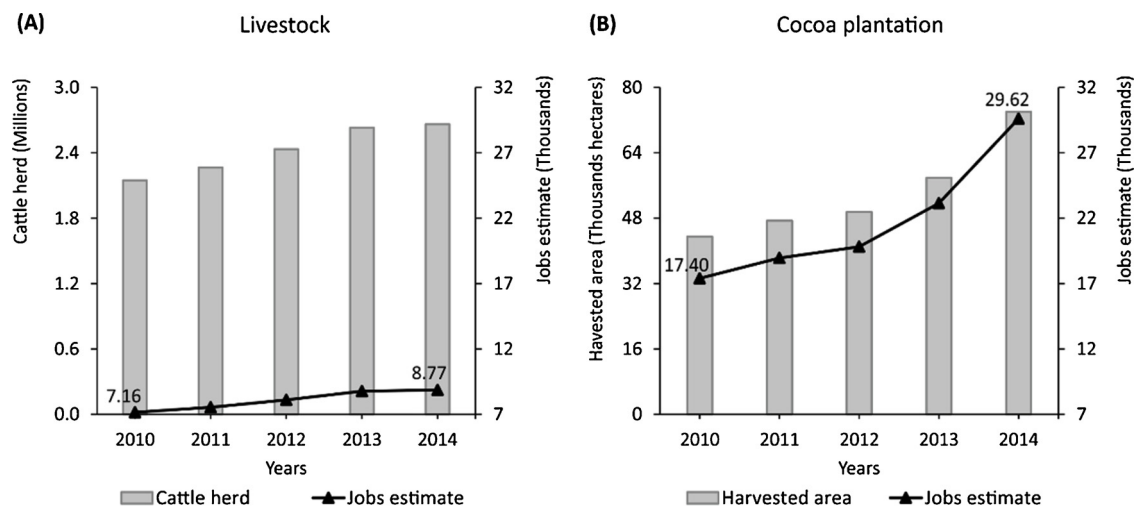 (A)
Livestock
Cattle herd (Millions)
3.0
2.4
1.8
1.2
0.6
0.0
7.16
8.77
32
27
22
17
12
7
Jobs estimate (Thousands)
2010 2011 2012 2013 2014
Years
Cattle herd Jobs estimate
(B)
Cocoa plantation
Havested area (Thousands hectares)
80
64
48
32
16
0
17.40
29.62
32
27
22
17
12
7
Jobs estimate (Thousands)
2010 2011 2012 2013 2014
Years
Harvested area Jobs estimate